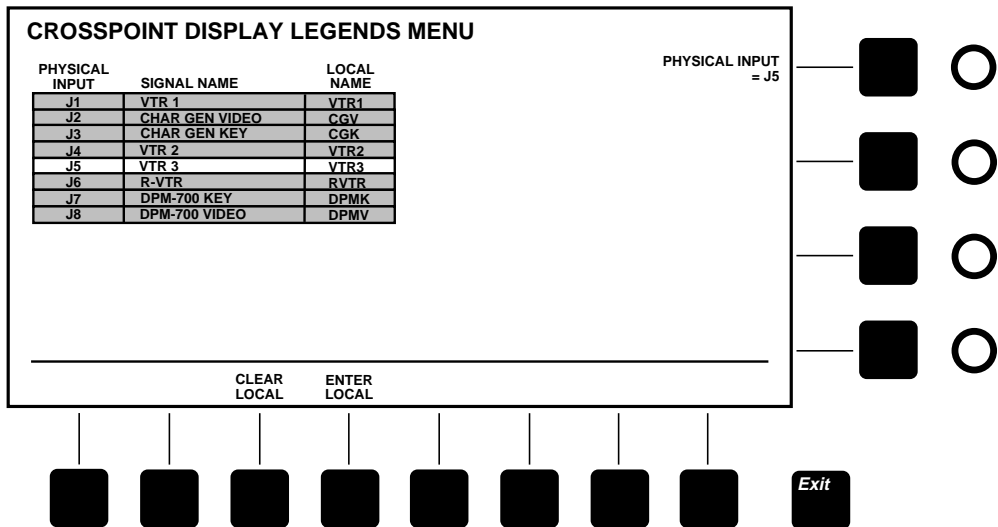 CROSSPOINT DISPLAY LEGENDS MENU
PHYSICAL INPUT
= J5
PHYSICAL
INPUT SIGNAL NAME LOCAL
NAME
J1 VTR 1 VTR1
J2 CHAR GEN VIDEO CGV
J3 CHAR GEN KEY CGK
J4 VTR 2 VTR2
J5 VTR 3 VTR3
J6 R-VTR RVTR
J7 DPM-700 KEY DPMK
J8 DPM-700 VIDEO DPMV
CLEAR
LOCAL
ENTER
LOCAL
Exit